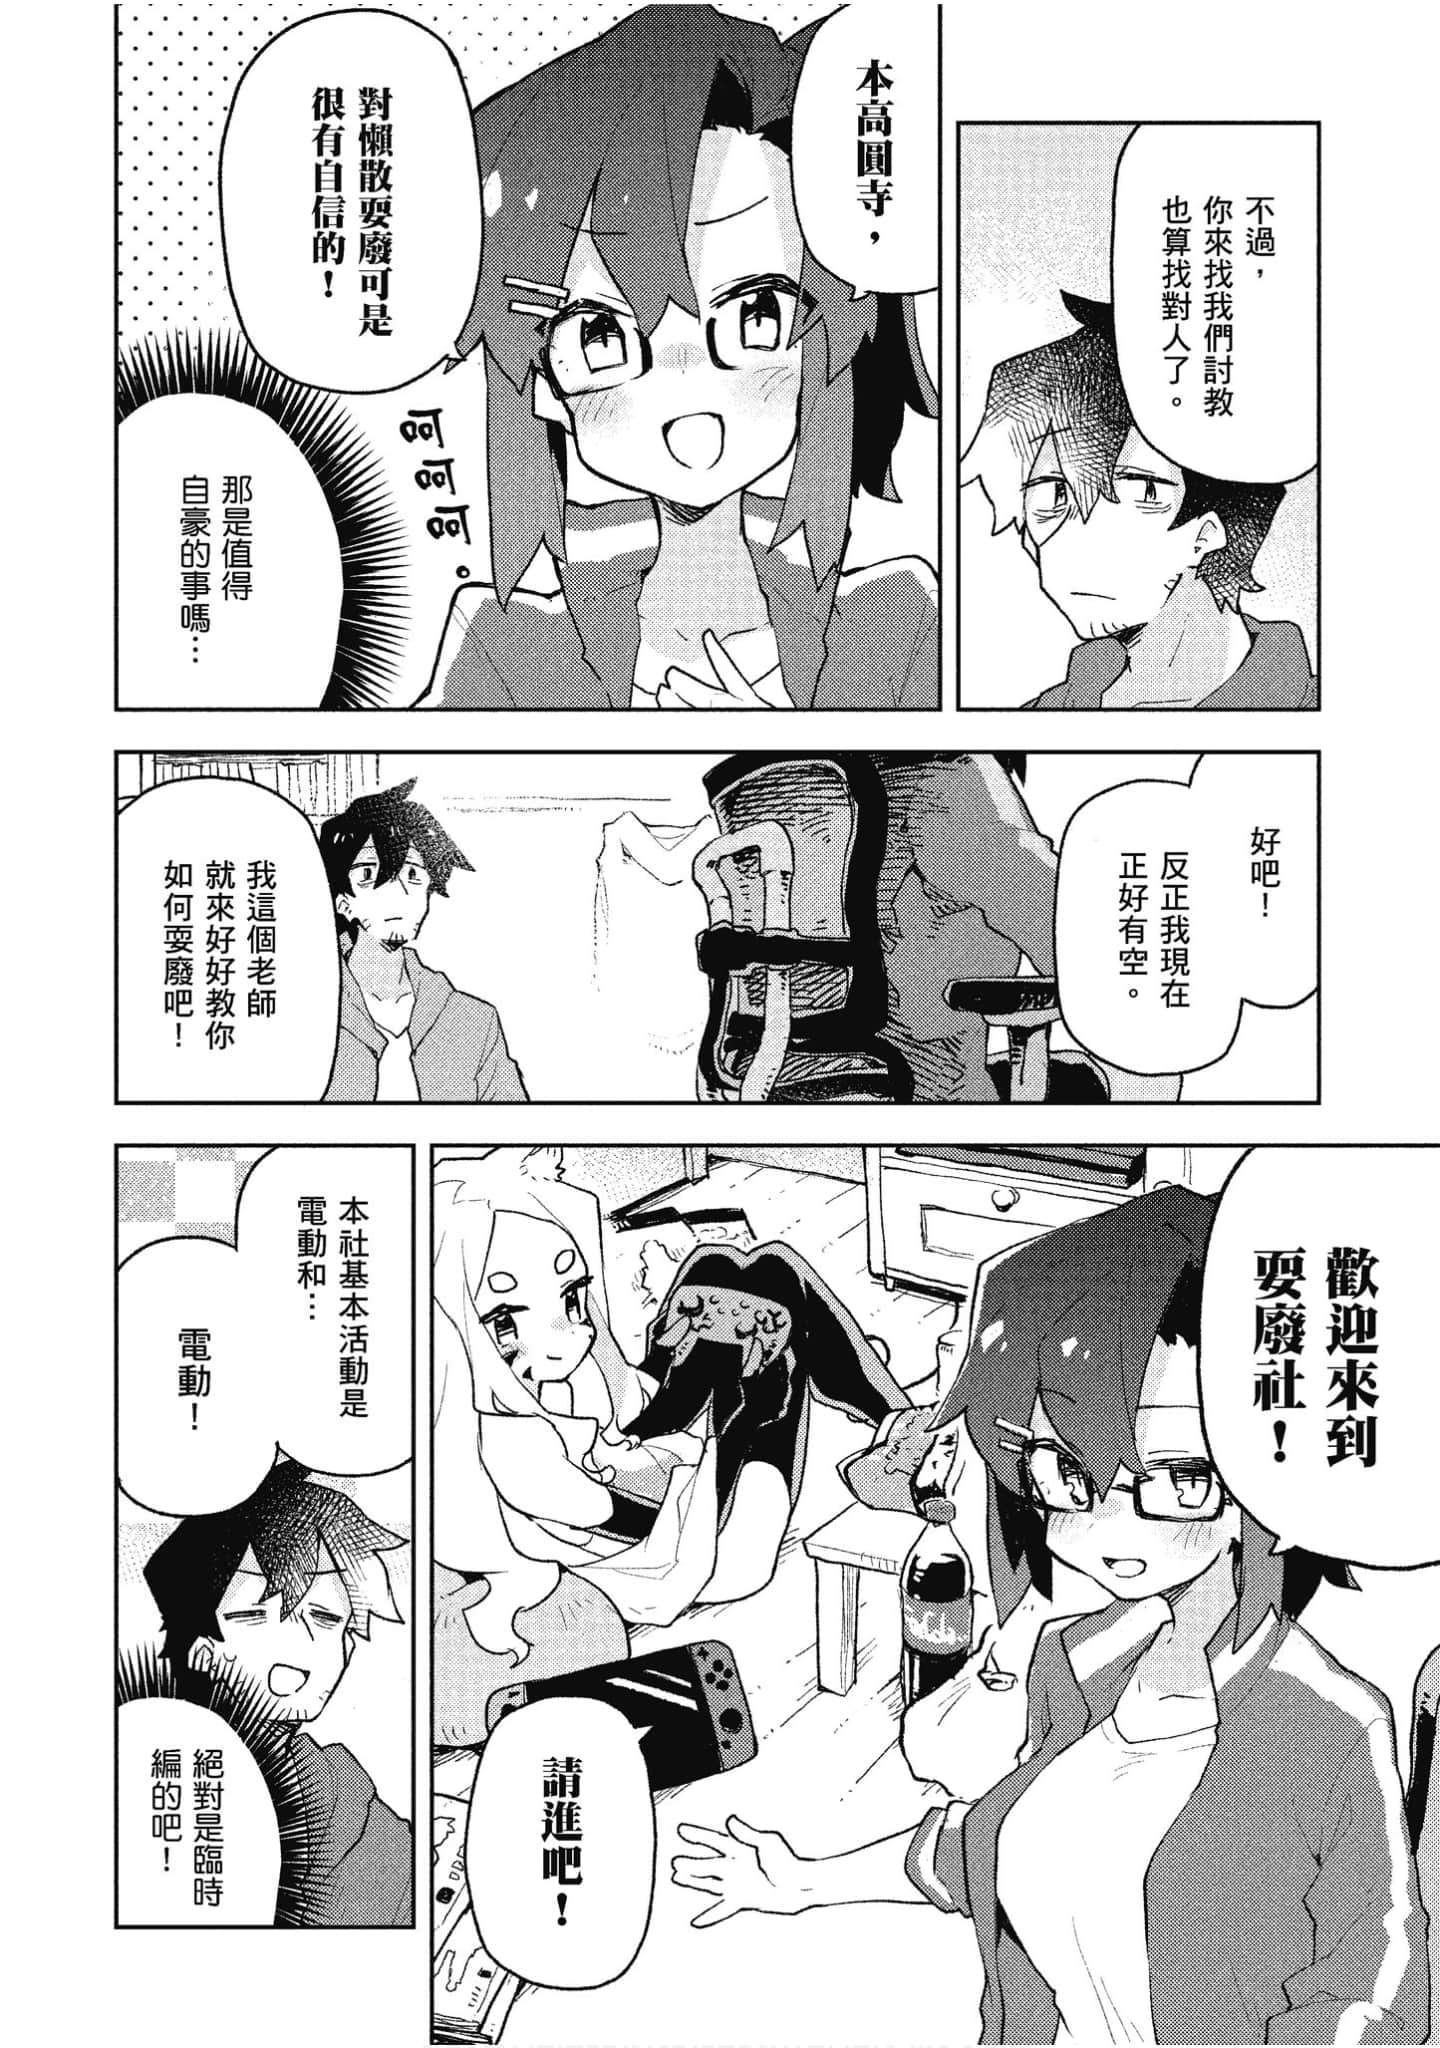 不過，
你來找我們討教
也算找對人了。
本高圓寺，
對懶散耍廢可是
很有自信的！
呵呵呵。
那是值得
自豪的事嗎…
好吧！
反正我現在
正好有空。
我這個老師
就來好好教你
如何耍廢吧！
歡迎來到
耍廢社！
請進吧！
本社基本活動是
電動和…
電動！
絕對是臨時
編的吧！